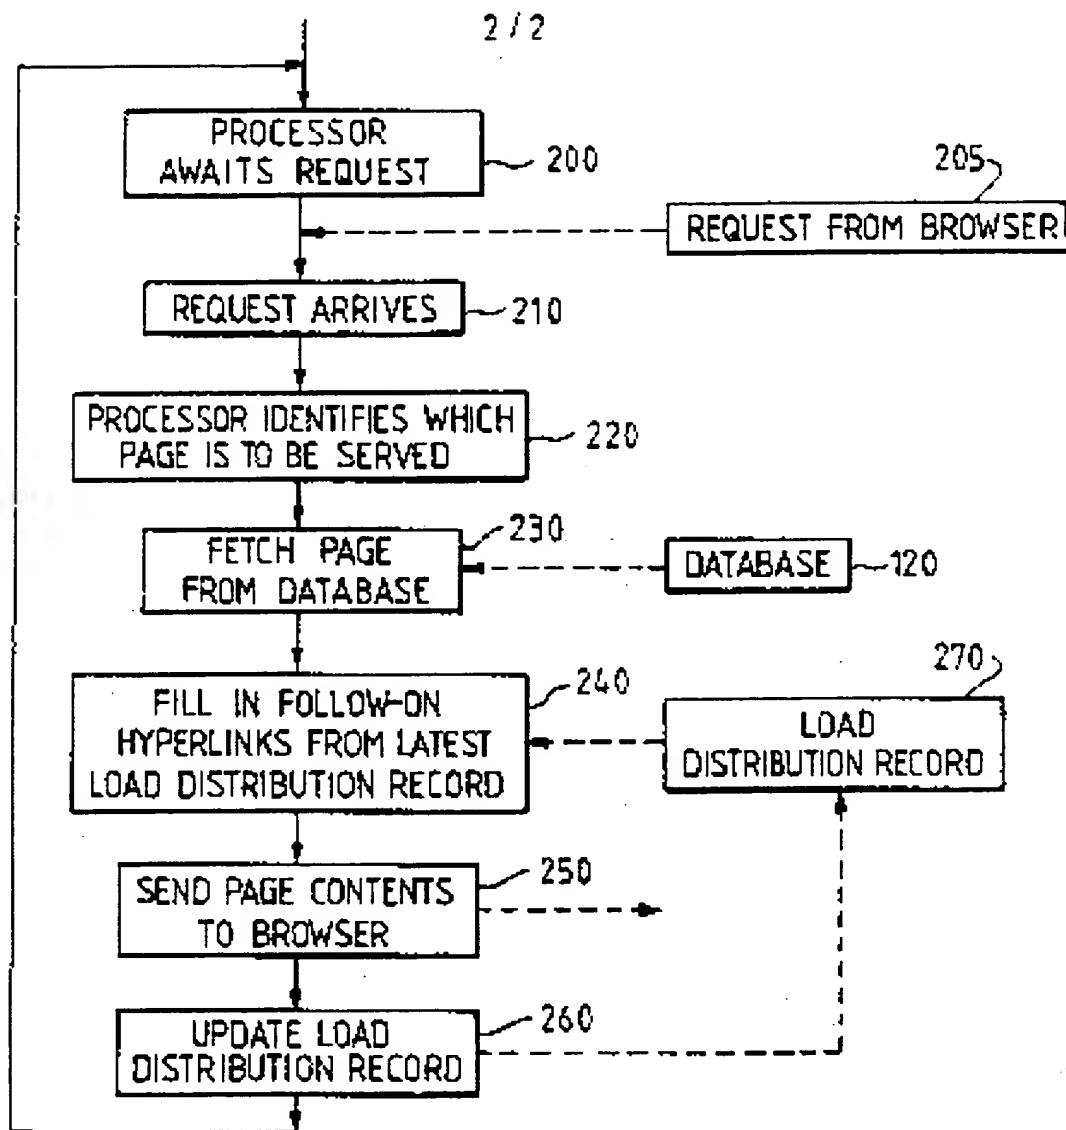 2 / 2
PROCESSOR
AWAITS REQUEST
200
205
REQUEST FROM BROWSER
REQUEST ARRIVES
210
PROCESSOR IDENTIFIES WHICH
PAGE IS TO BE SERVED
220
230
FETCH PAGE
FROM DATABASE
DATABASE
120
240
FILL IN FOLLOW-ON
HYPERLINKS FROM LATEST
LOAD DISTRIBUTION RECORD
270
LOAD
DISTRIBUTION RECORD
250
SEND PAGE CONTENTS
TO BROWSER
260
UPDATE LOAD
DISTRIBUTION RECORD